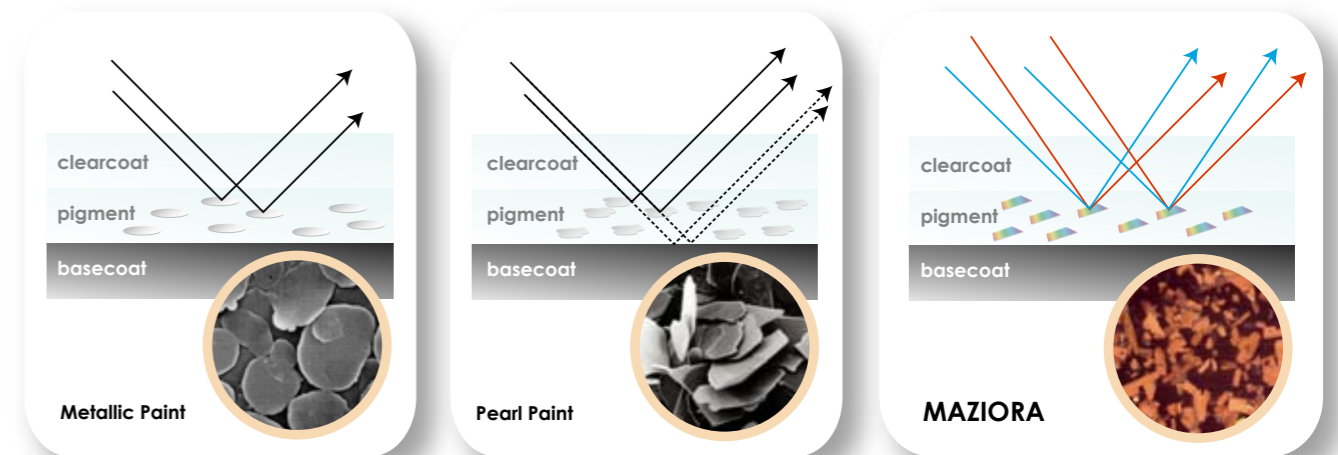 clearcoat
pigment
basecoat
Metallic Paint
clearcoat
pigment
basecoat
Pearl Paint
clearcoat
pigment
basecoat
MAZIORA